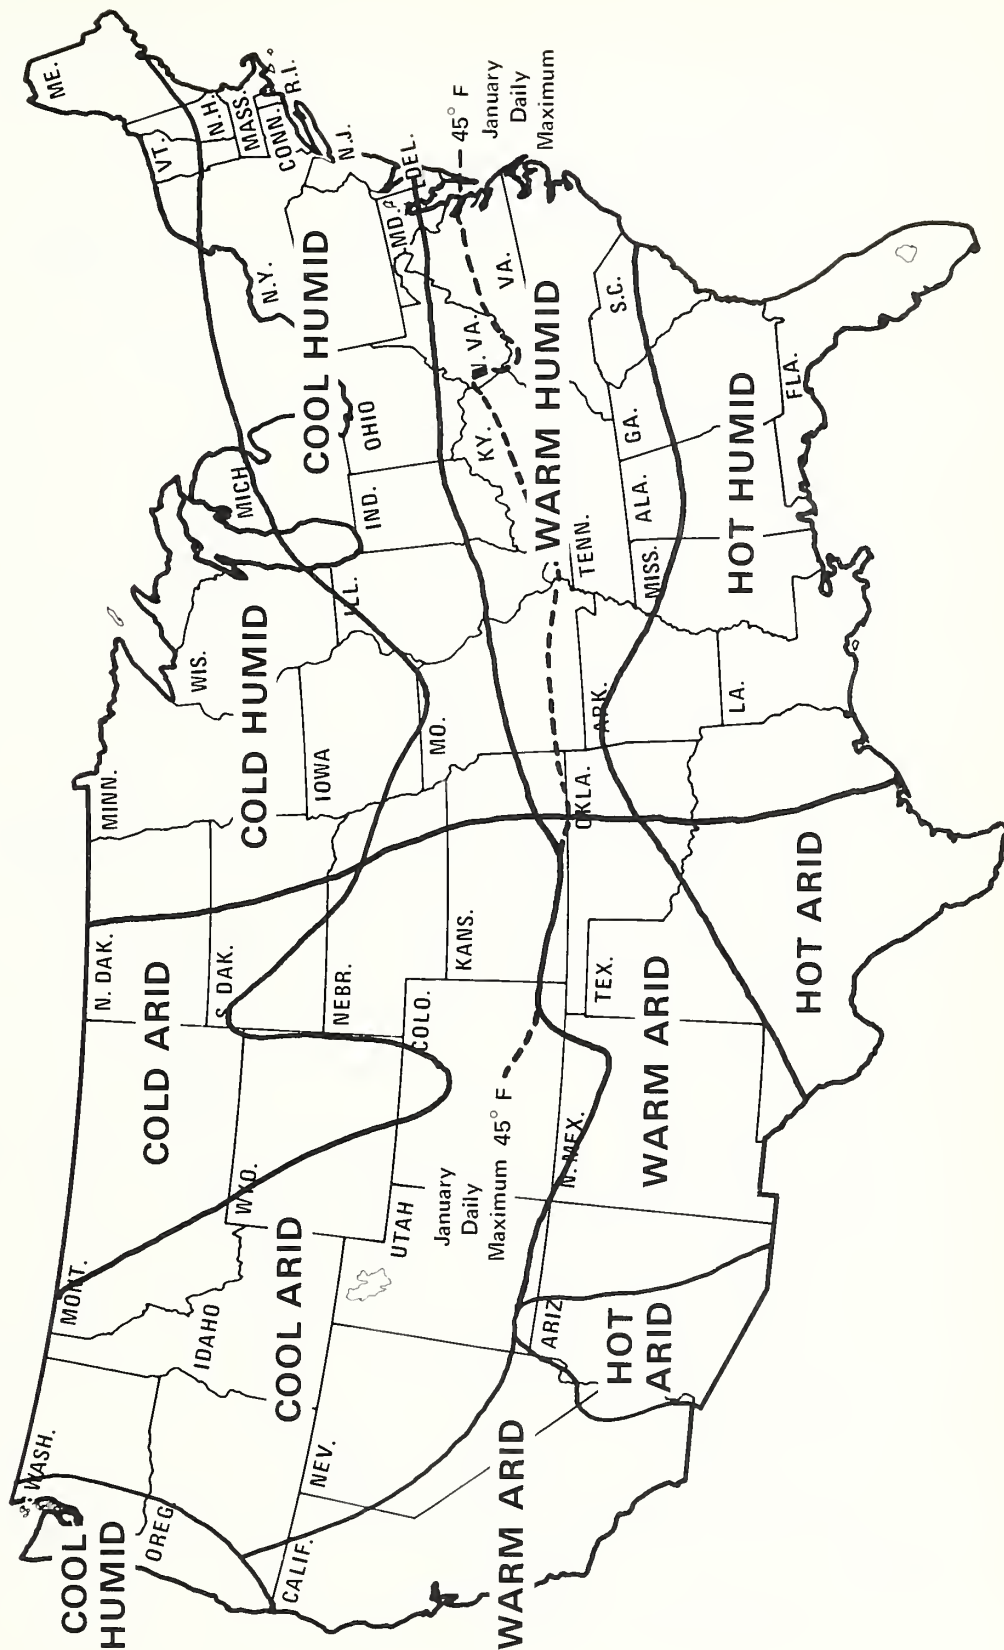 WASH.
MONT.
N. DAK.
MINN.
ME.
COOL
HUMID
OREG.
IDAHO
COLD ARID
S. DAK.
WIS.
VT.
N.H.
MASS.
CONN.
R.I.
WYO.
COLD HUMID
MICH
N.Y.
COOL ARID
NEBR.
IOWA
COOL HUMID
N.J.
CALIF.
NEV.
UTAH
COLO.
KANS.
MO.
ILL.
IND.
OHIO
MD.
DEL.
January
Daily
Maximum 45° F
W. VA.
VA.
KY.
45° F
January
Daily
Maximum
WARM ARID
ARIZ
N. MEX.
TEX.
OKLA.
ARK.
TENN.
WARM HUMID
HOT
ARID
WARM ARID
MISS.
ALA.
GA.
S.C.
HOT ARID
LA.
HOT HUMID
FLA.